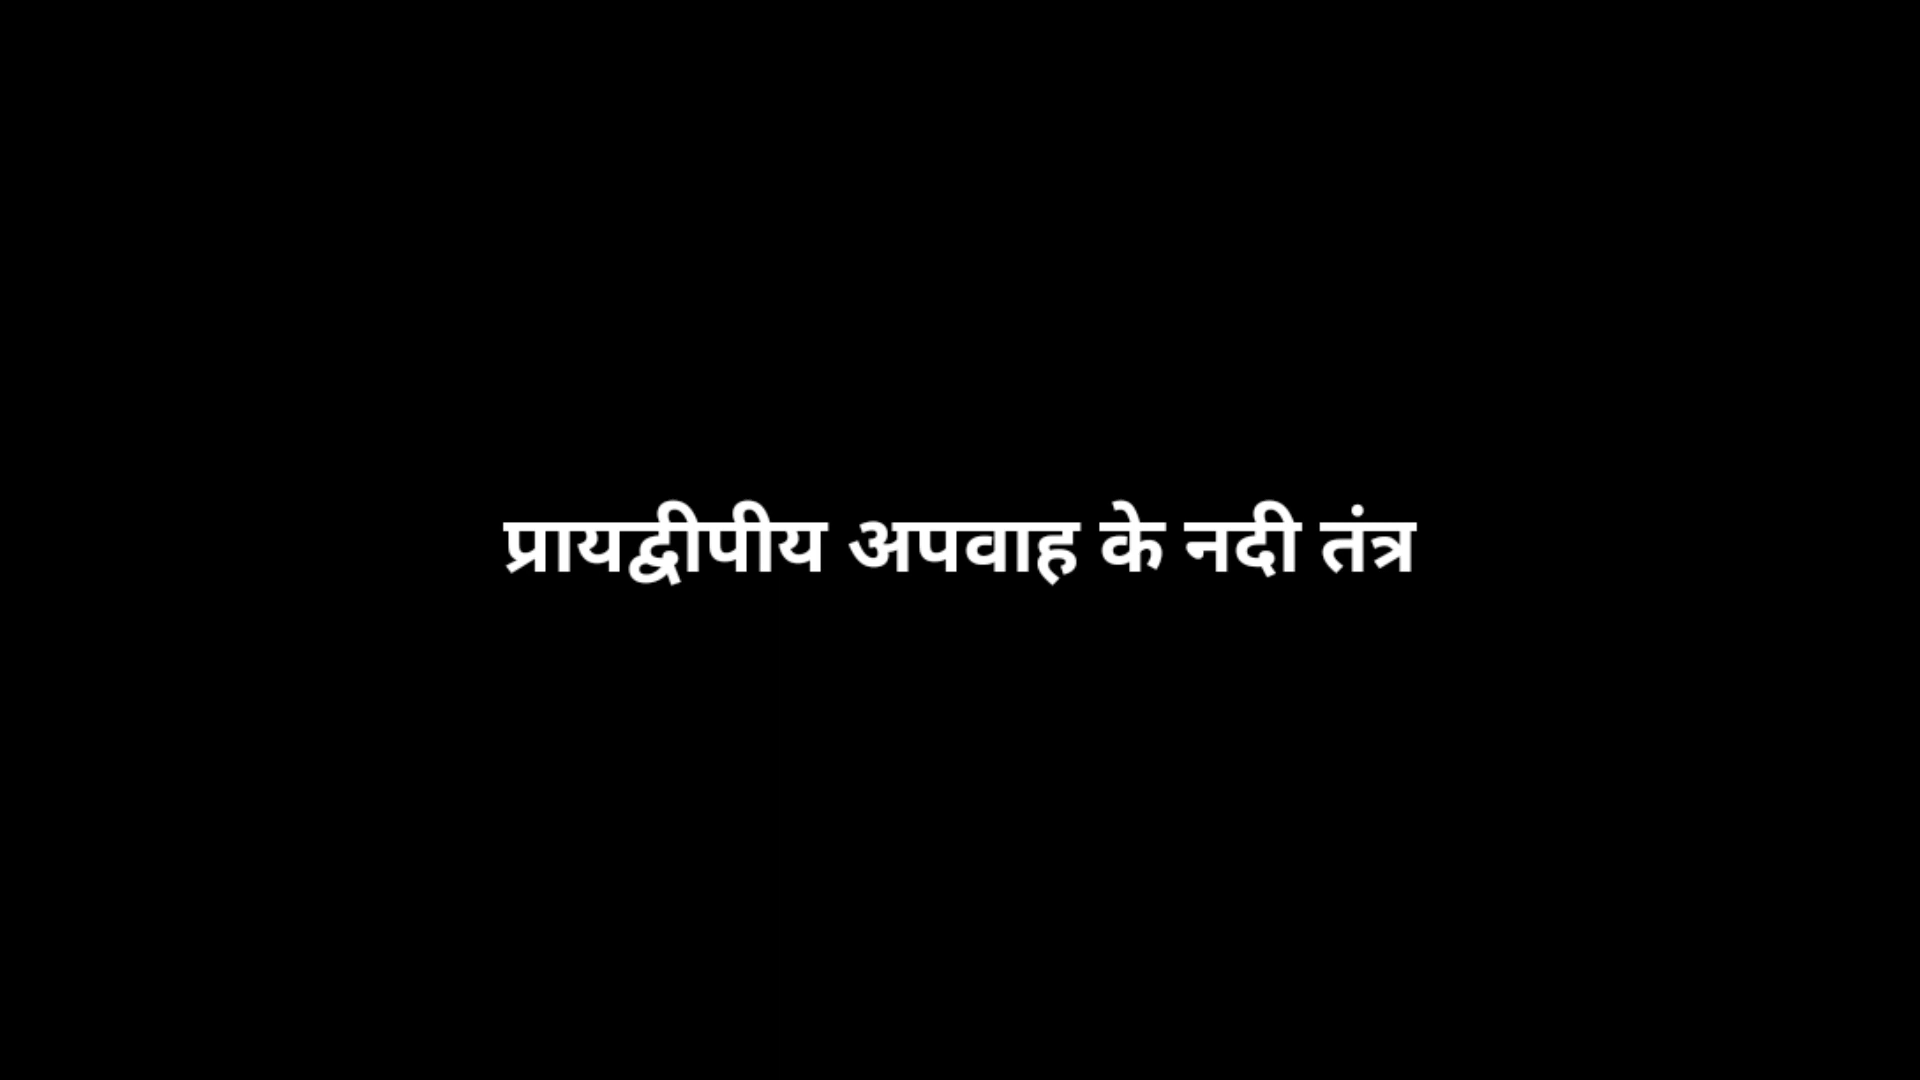 प्रायद्वीपीय अपवाह के नदी तंत्र